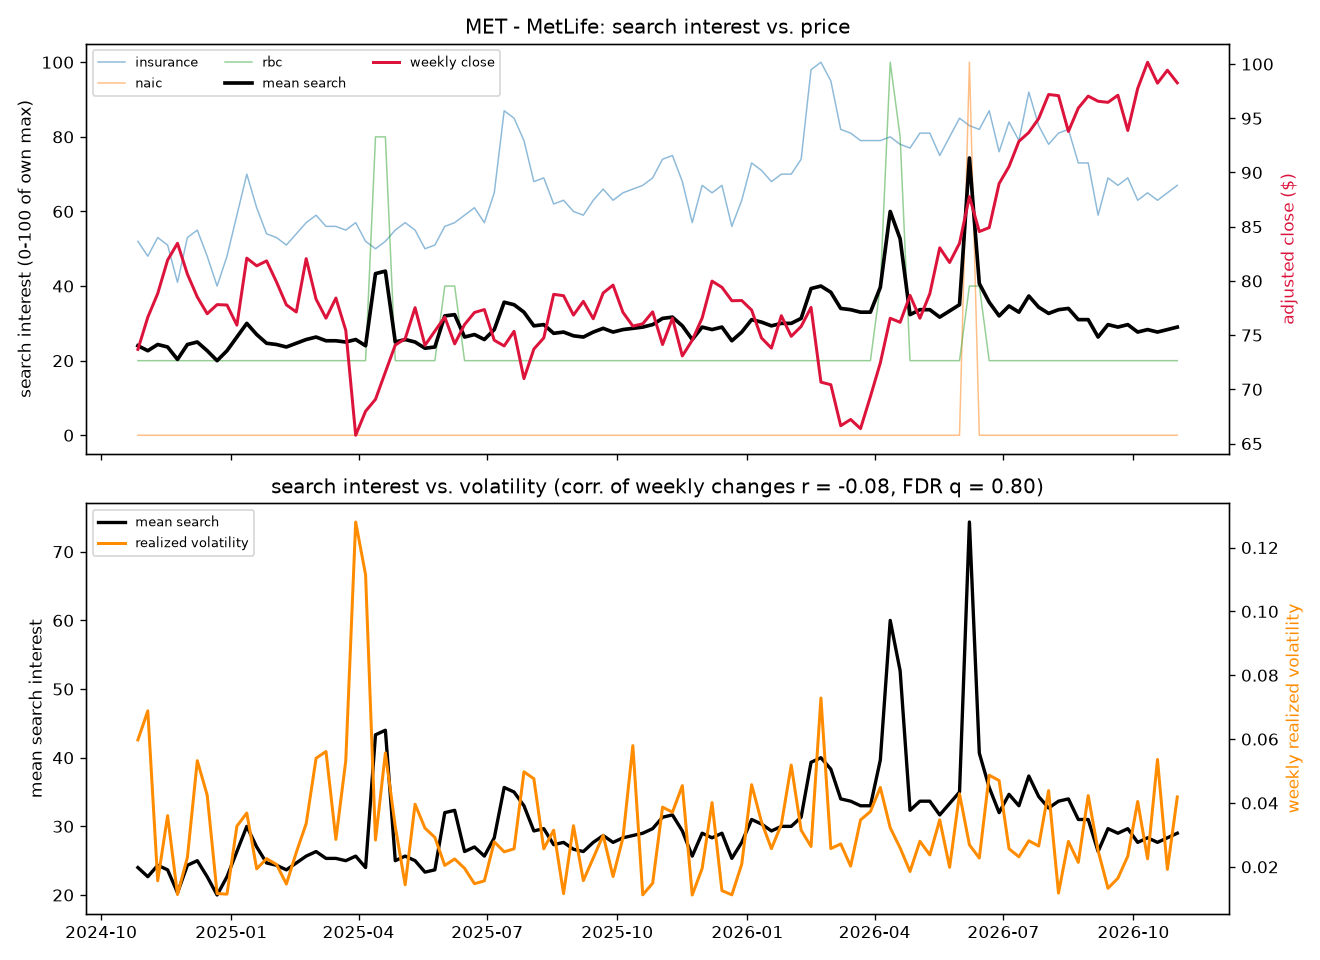 MET - MetLife: search interest vs. price
insurance
naic
rbc
mean search
weekly close
search interest (0-100 of own max)
100
80
60
40
20
0
100
95
90
85
80
75
70
65
adjusted close ($)
search interest vs. volatility (corr. of weekly changes r = -0.08, FDR q = 0.80)
mean search
realized volatility
mean search interest
70
60
50
40
30
20
0.12
0.10
0.08
0.06
0.04
0.02
weekly realized volatility
2024-10
2025-01
2025-04
2025-07
2025-10
2026-01
2026-04
2026-07
2026-10